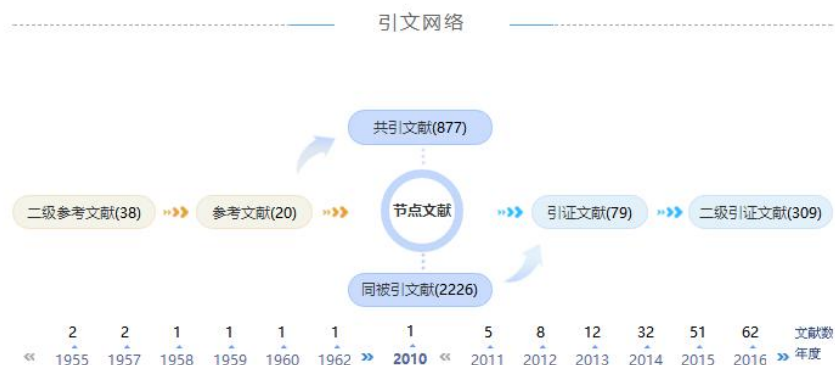 引文网络
共引文献(877)
二级参考文献(38) 参考文献(20) 节点文献 引证文献(79) 二级引证文献(309)
同被引文献(2226)
2 2 1 1 1 1 1 5 8 12 32 51 62 文献数
1955 1957 1958 1959 1960 1962 2010 2011 2012 2013 2014 2015 2016 年度